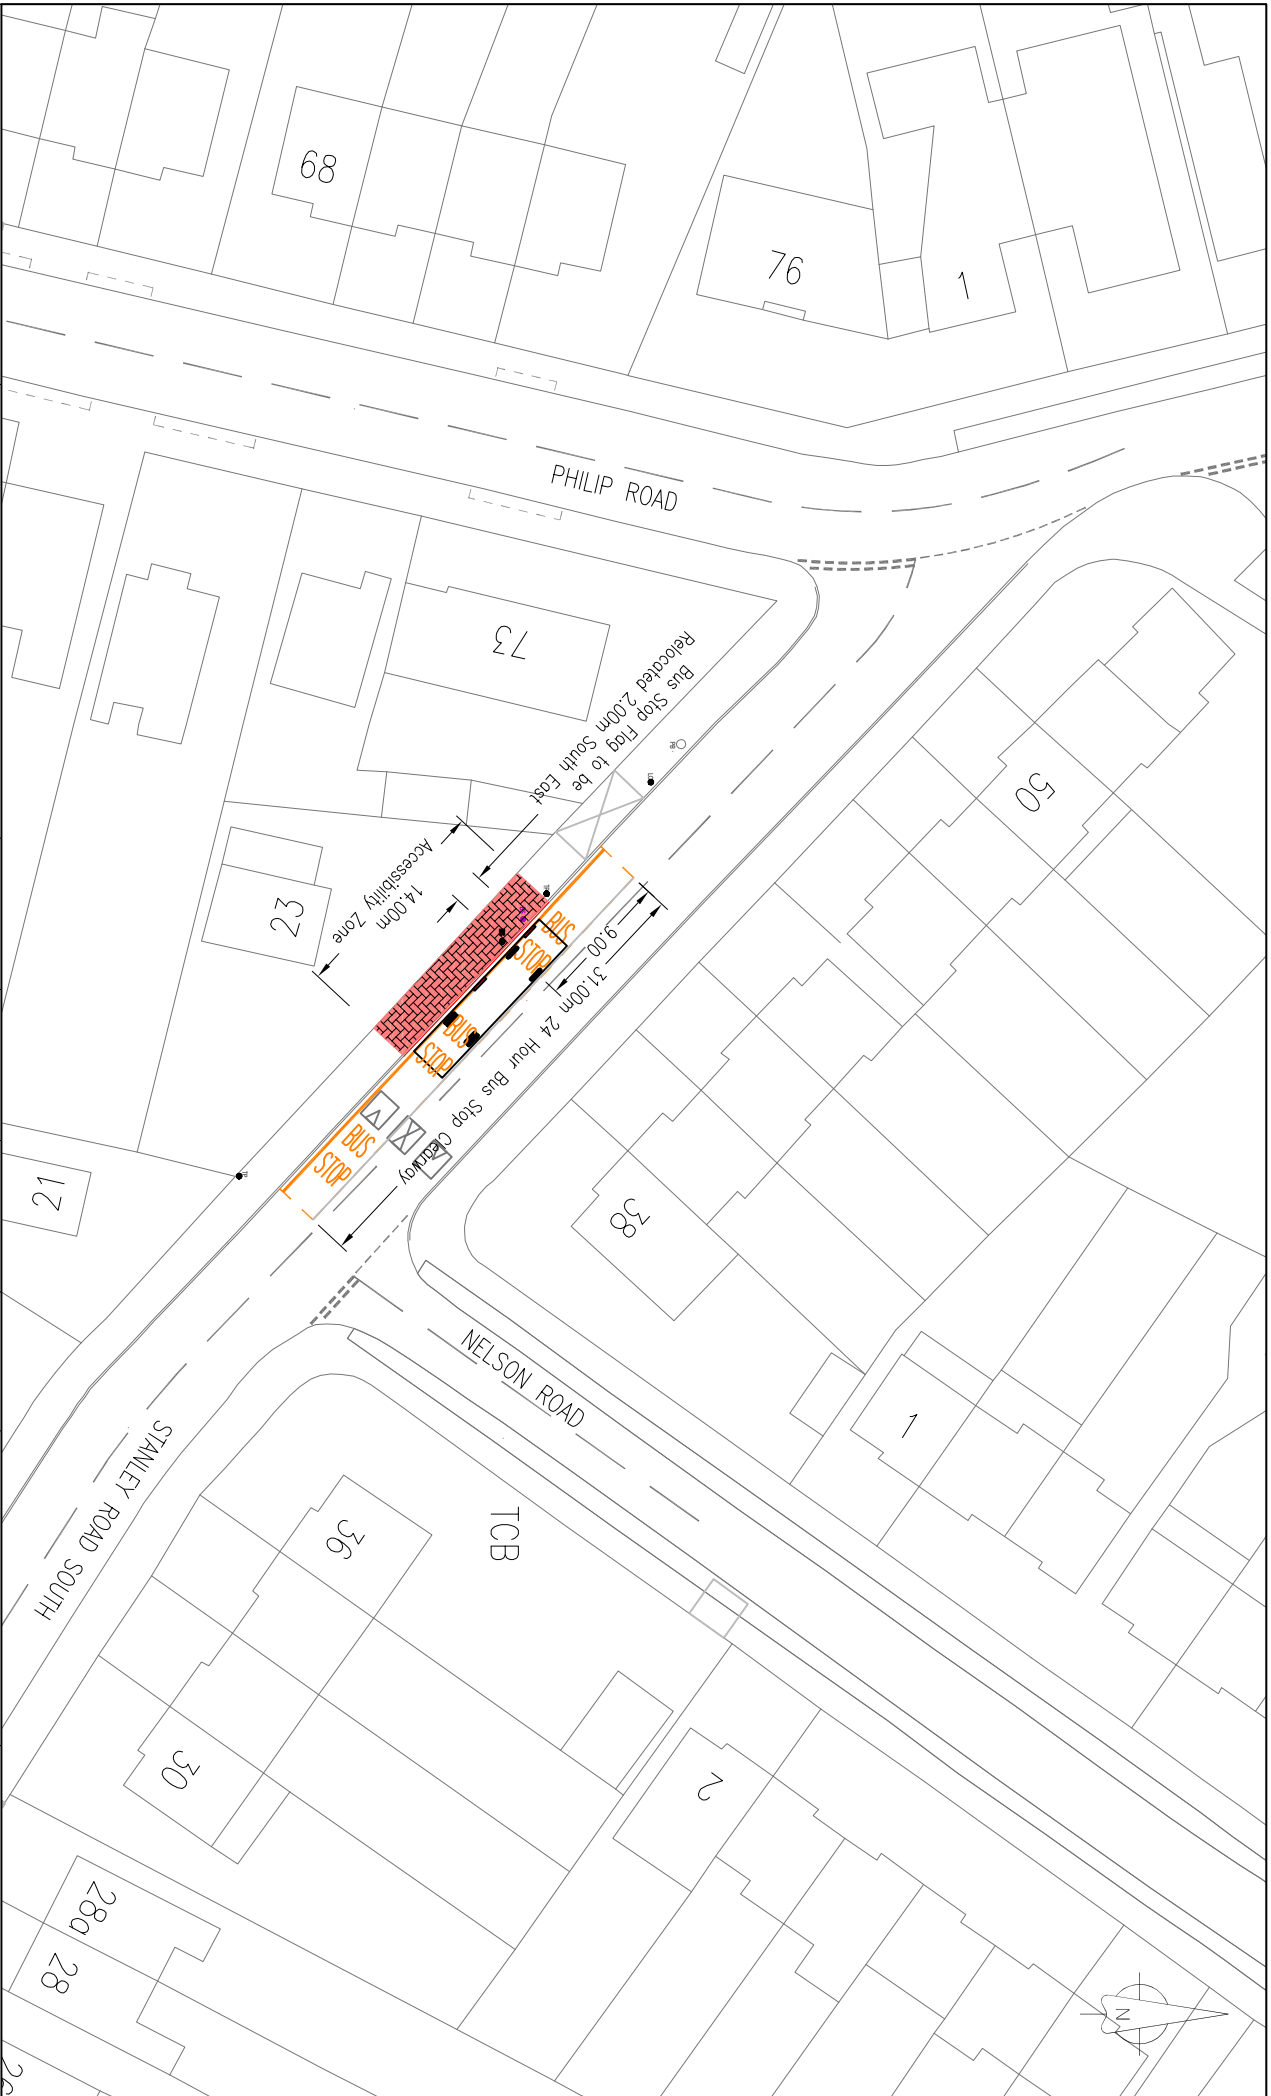 68
76
1
PHILIP ROAD
73
Bus Stop Flag to be
Relocated 2.00m South East
50
23
14.00m
Accessibility Zone
BUS
STOP
9.00
31.00m 24 Hour Bus Stop Clearway
BUS
STOP
BUS
STOP
21
38
NELSON ROAD
1
STANLEY ROAD SOUTH
36
TCB
30
2
28a
28
26
N